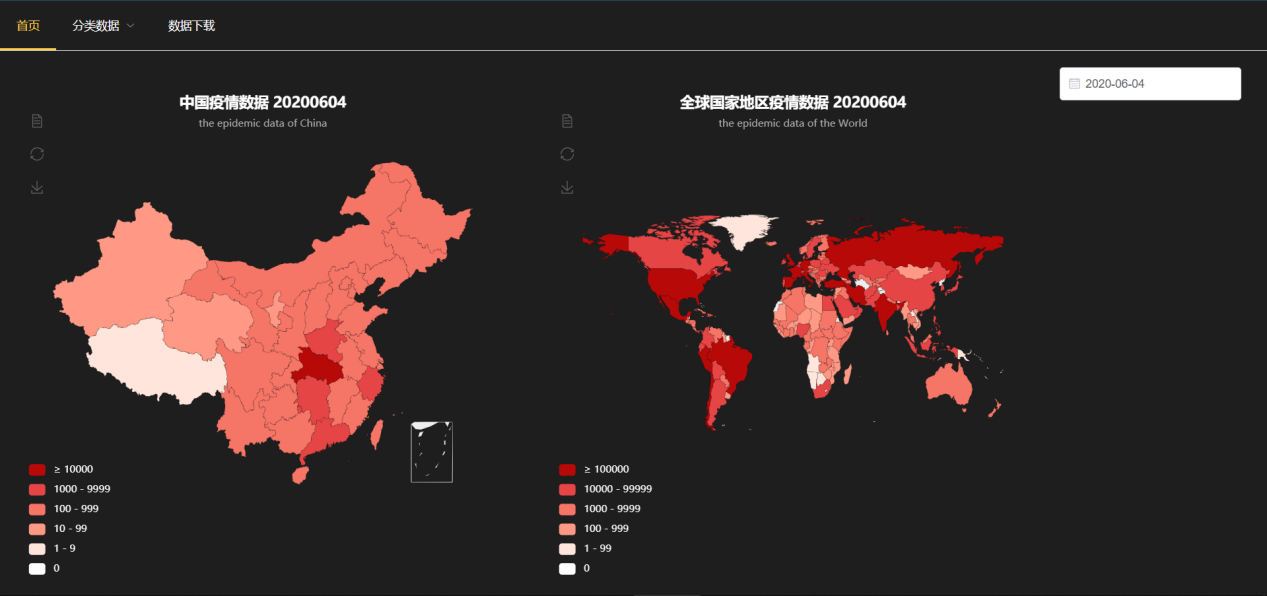 首页 分类数据 数据下载
2020-06-04
中国疫情数据 20200604
the epidemic data of China
≥ 10000
1000 - 9999
100 - 999
10 - 99
1 - 9
0
全球国家地区疫情数据 20200604
the epidemic data of the World
≥ 100000
10000 - 99999
1000 - 9999
100 - 999
1 - 99
0